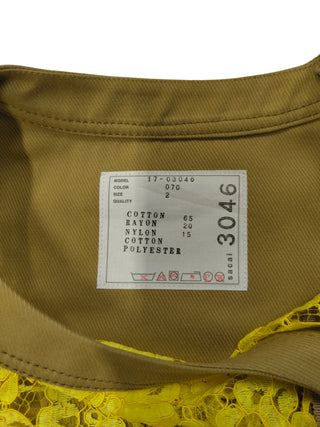 MODEL 17-03046
COLOR 070
SIZE 2
QUALITY
COTTON 65
RAYON 20
NYLON 15
COTTON
POLYESTER
sacai 3046